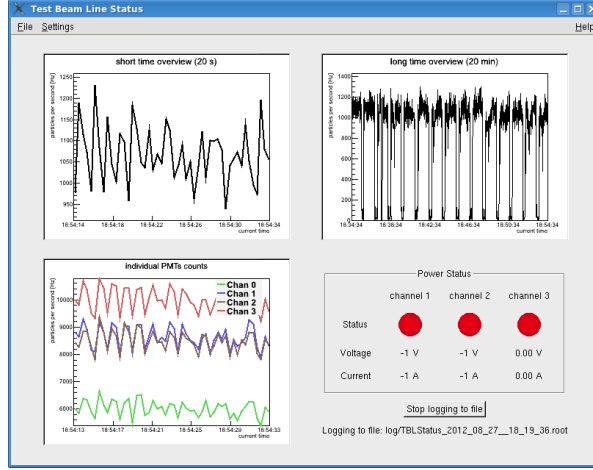 Test Beam Line Status
File Settings Help
short time overview (20 s)
particles per second [Hz]
1250
1200
1150
1100
1050
1000
950
18:54:14 18:54:18 18:54:22 18:54:26 18:54:30 18:54:34
current time
long time overview (20 min)
particles per second [Hz]
1400
1200
1000
800
600
400
200
0
18:34:34 18:38:34 18:42:34 18:46:34 18:50:34 18:54:34
current time
individual PMTs counts
particles per second [Hz]
Chan 0
Chan 1
Chan 2
Chan 3
10000
9000
8000
7000
6000
18:54:13 18:54:17 18:54:21 18:54:25 18:54:29 18:54:33
current time
Power Status
channel 1 channel 2 channel 3
Status
Voltage -1 V -1 V 0.00 V
Current -1 A -1 A 0.00 A
Stop logging to file
Logging to file: log/TBLStatus_2012_08_27__18_19_36.root